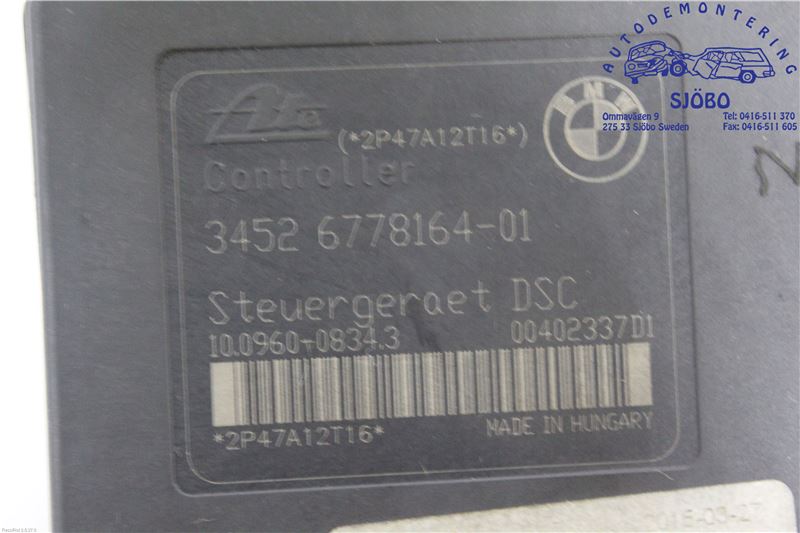 AUTODEMONTERING
SJÖBO
Ommavägen 9
275 33 Sjöbo Sweden
Tel: 0416-511 370
Fax: 0416-511 605
Ate
(*2P47A12T16*)
BMW
Controller
3452 6778164-01
Steuergeraet DSC
10.0960-0834.3
00402337D1
*2P47A12T16*
MADE IN HUNGARY